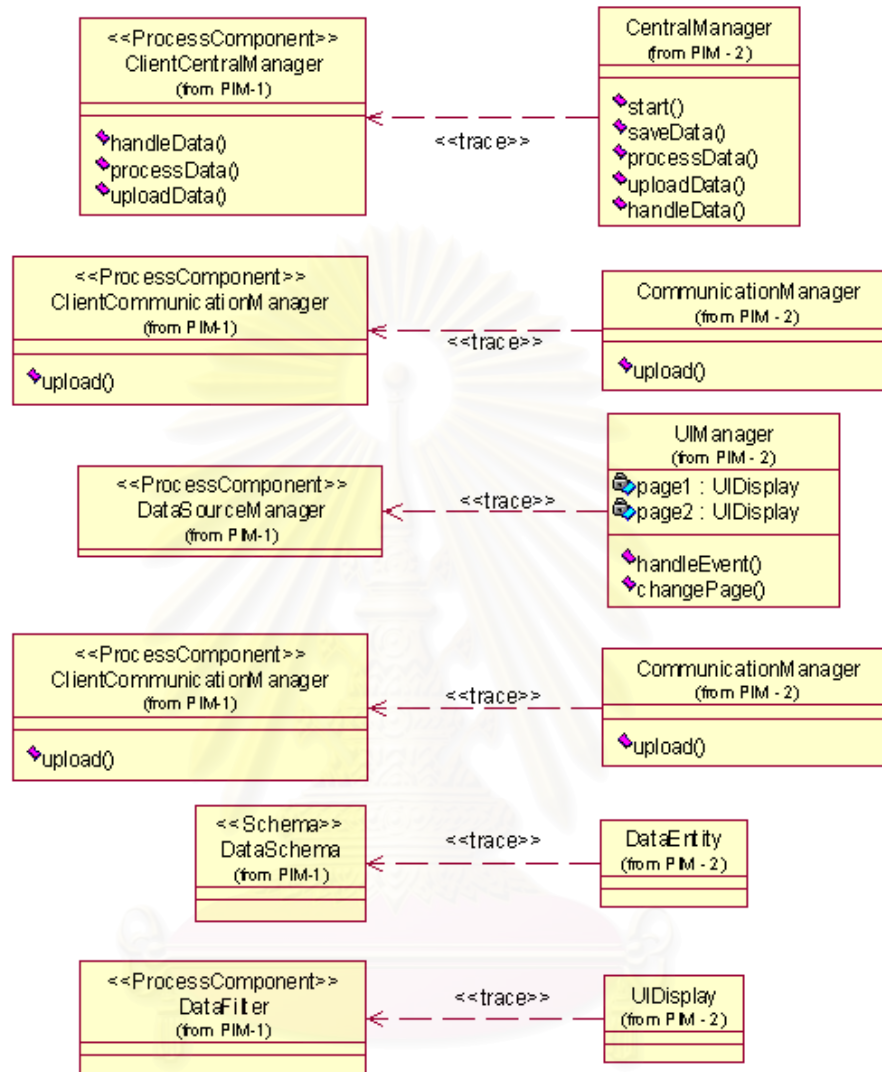 <<ProcessComponent>>
ClientCentralManager
(from PIM-1)
handleData()
processData()
uploadData()
<<trace>>
CentralManager
(from PIM - 2)
start()
saveData()
processData()
uploadData()
handleData()
<<ProcessComponent>>
ClientCommunicationManager
(from PIM-1)
upload()
<<trace>>
CommunicationManager
(from PIM - 2)
upload()
<<ProcessComponent>>
DataSourceManager
(from PIM-1)
<<trace>>
UIManager
(from PIM - 2)
page1 : UIDisplay
page2 : UIDisplay
handleEvent()
changePage()
<<ProcessComponent>>
ClientCommunicationManager
(from PIM-1)
upload()
<<trace>>
CommunicationManager
(from PIM - 2)
upload()
<<Schema>>
DataSchema
(from PIM-1)
<<trace>>
DataEntity
(from PIM - 2)
<<ProcessComponent>>
DataFilter
(from PIM-1)
<<trace>>
UIDisplay
(from PIM - 2)